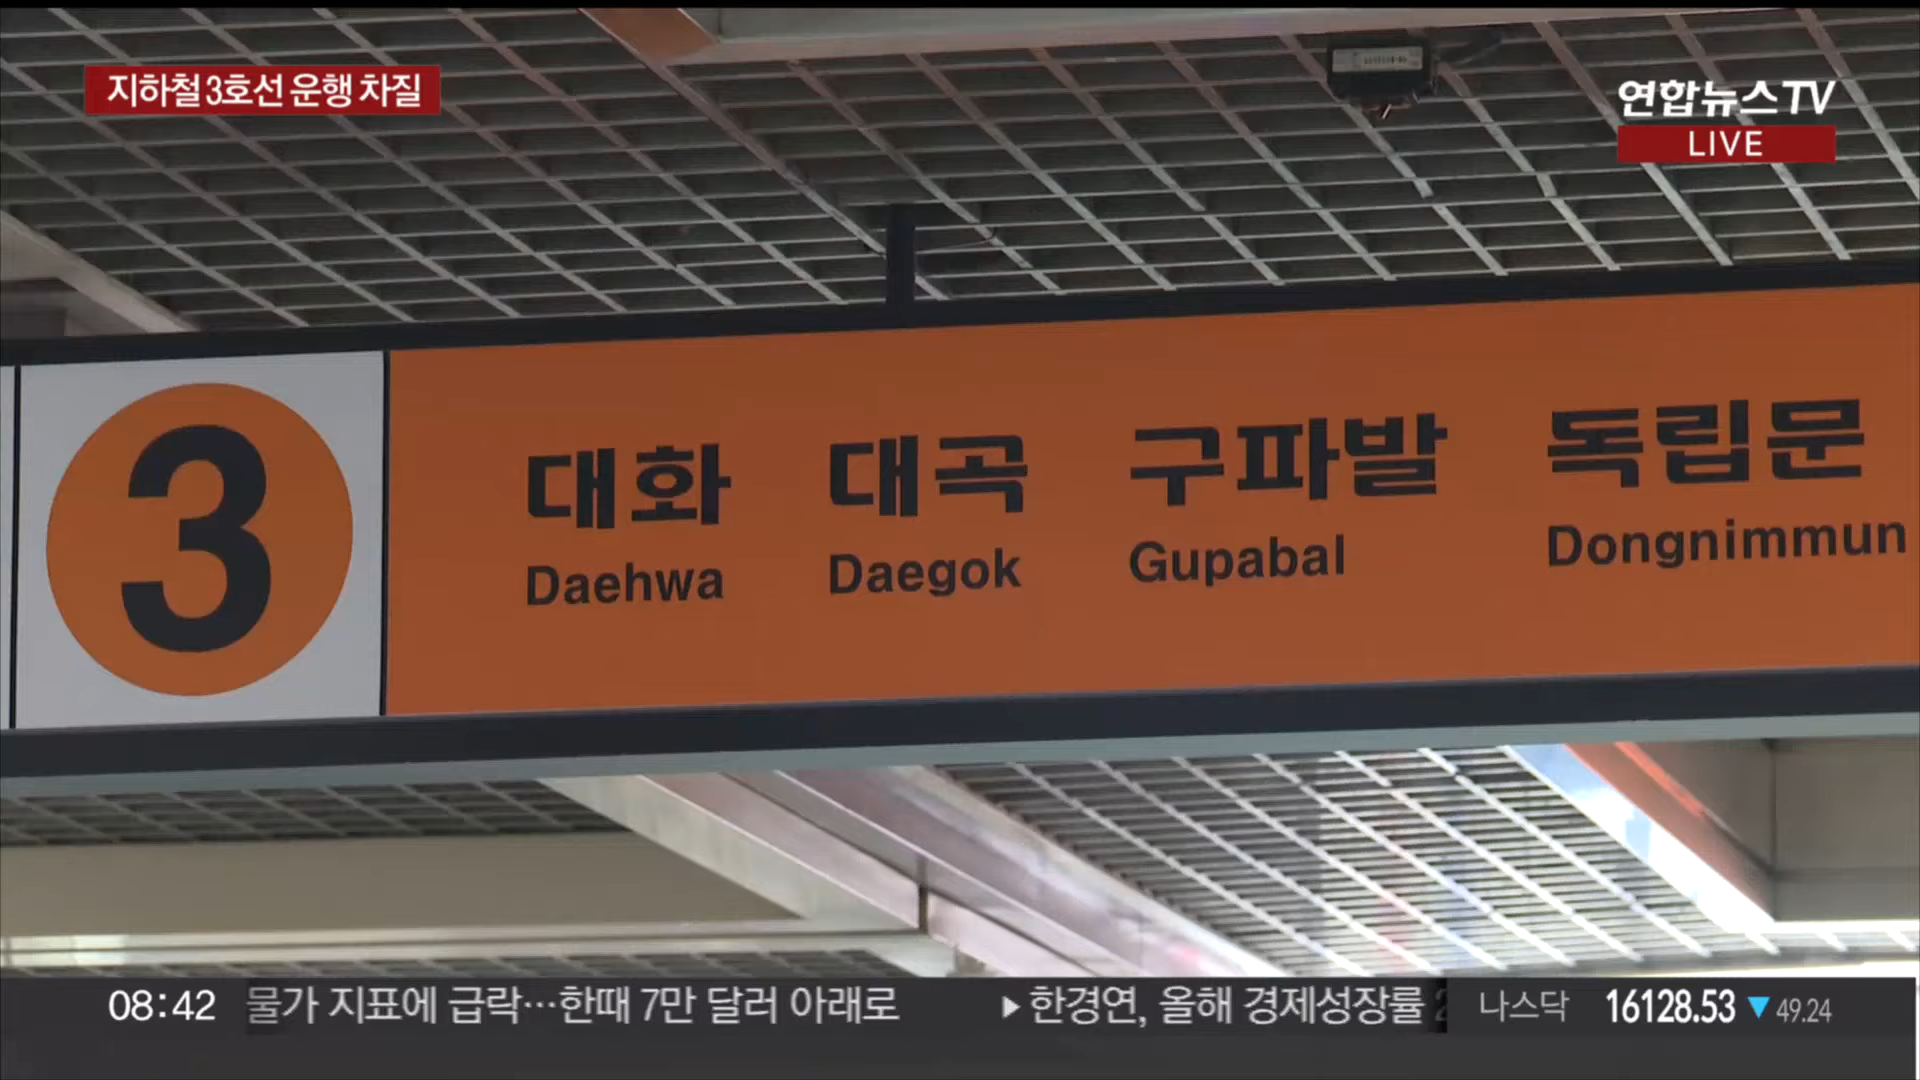 지하철 3호선 운행 차질
연합뉴스TV
LIVE
3
대화 대곡 구파발 독립문
Daehwa Daegok Gupabal Dongnimmun
08:42 물가 지표에 급락…한때 7만 달러 아래로 ▶한경연, 올해 경제성장률 나스닥 16128.53 ▼49.24